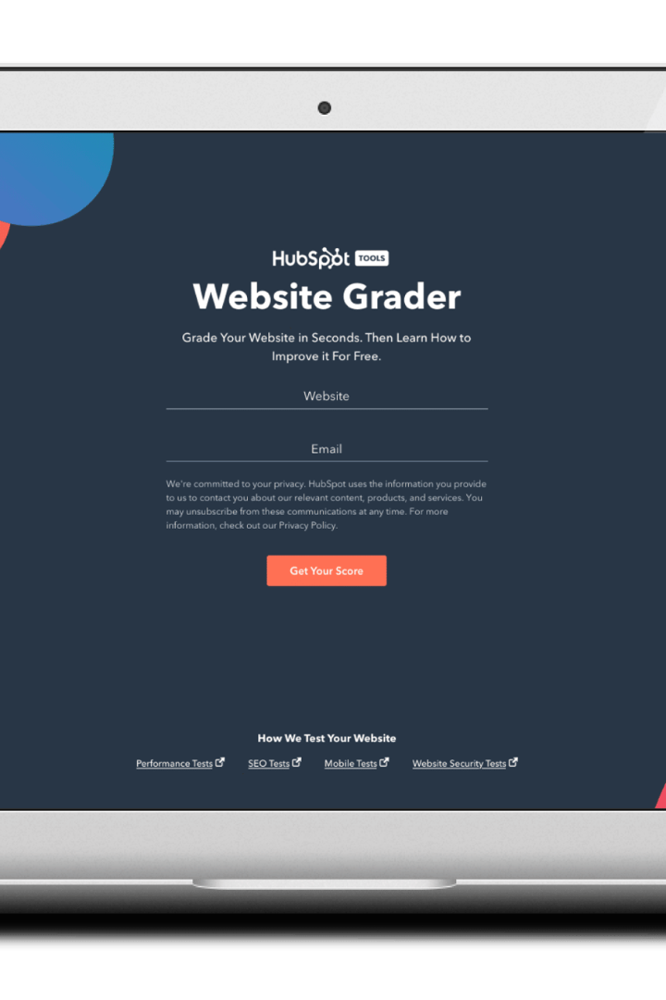 HubSpot TOOLS
Website Grader
Grade Your Website in Seconds. Then Learn How to
Improve it For Free.
Website
Email
We're committed to your privacy. HubSpot uses the information you provide
to us to contact you about our relevant content, products, and services. You
may unsubscribe from these communications at any time. For more
information, check out our Privacy Policy.
Get Your Score
How We Test Your Website
Performance Tests SEO Tests Mobile Tests Website Security Tests